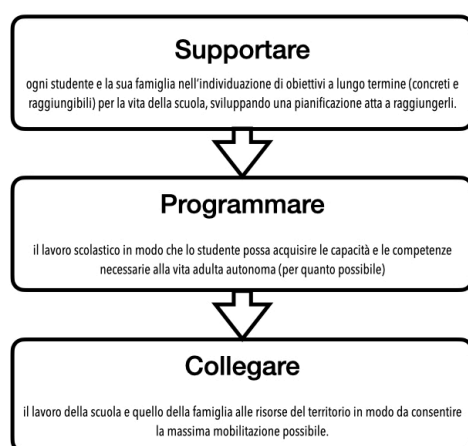 Supportare
ogni studente e la sua famiglia nell'individuazione di obiettivi a lungo termine (concreti e
raggiungibili) per la vita della scuola, sviluppando una pianificazione atta a raggiungerli.
Programmare
il lavoro scolastico in modo che lo studente possa acquisire le capacità e le competenze
necessarie alla vita adulta autonoma (per quanto possibile)
Collegare
il lavoro della scuola e quello della famiglia alle risorse del territorio in modo da consentire
la massima mobilitazione possibile.